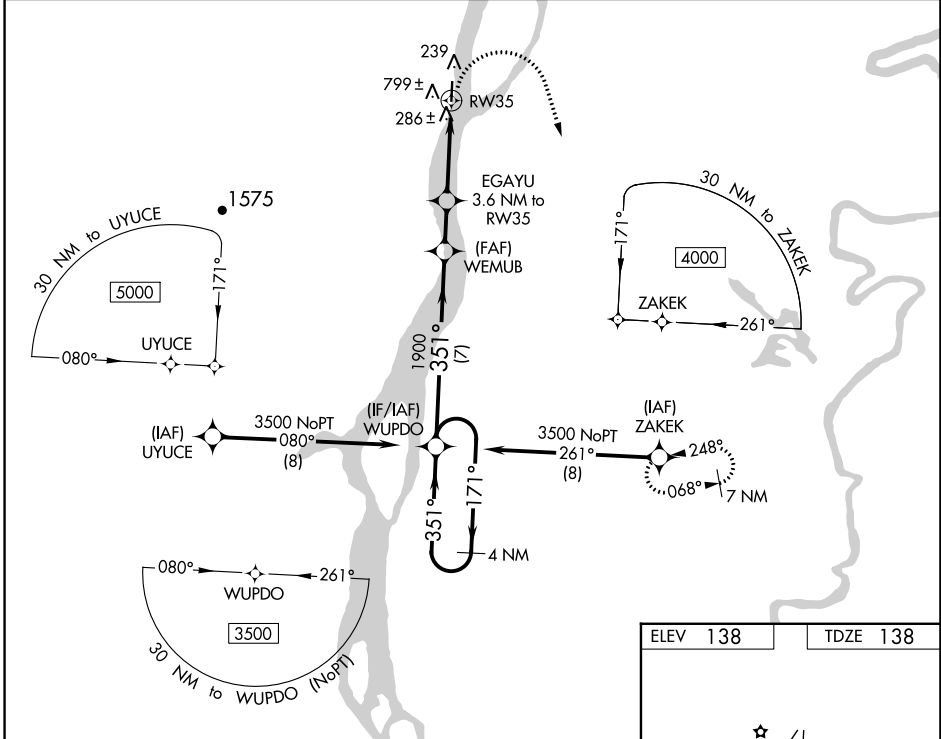 239
799±
RW35
286±
EGAYU
3.6 NM to
RW35
(FAF)
WEMUB
1575
30 NM to UYUCE
5000
171°
080°
UYUCE
30 NM to ZAKEK
4000
171°
ZAKEK
261°
1900
351°
(7)
(IAF)
UYUCE
3500 NoPT
080°
(8)
(IF/IAF)
WUPDO
3500 NoPT
261°
(8)
(IAF)
ZAKEK
248°
068°
7 NM
351°
171°
4 NM
080°
261°
WUPDO
3500
30 NM to WUPDO (NoPT)
ELEV 138
TDZE 138